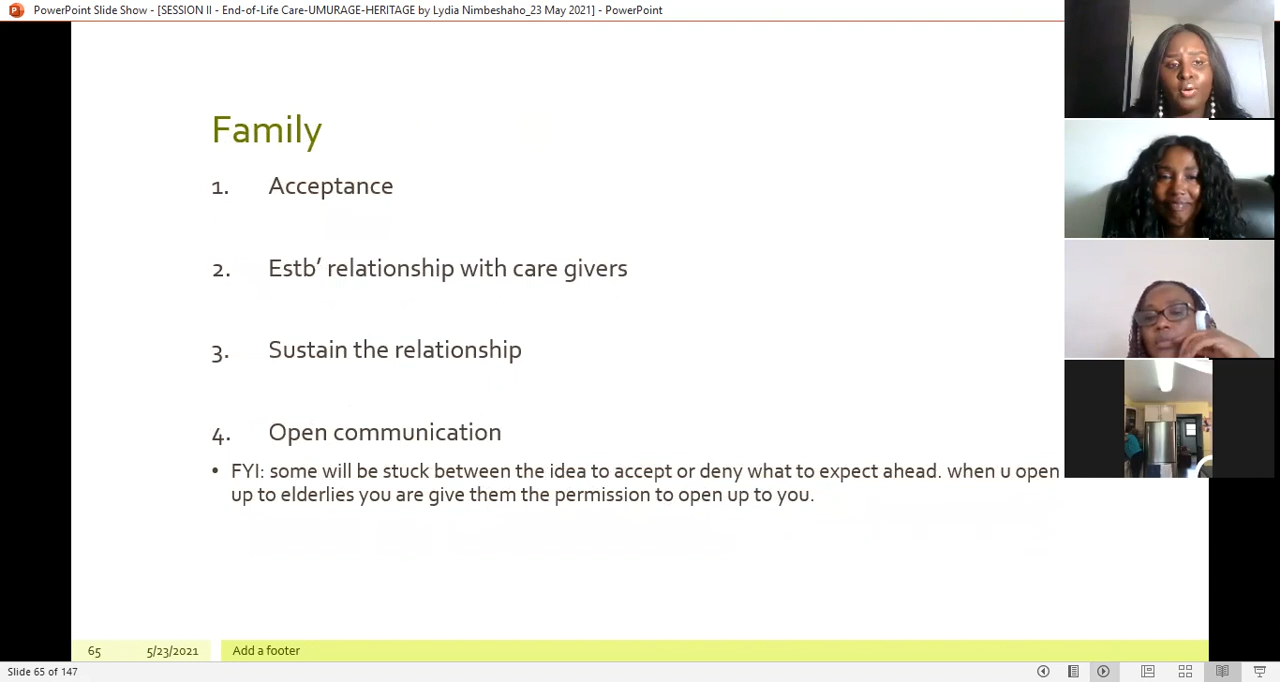 PowerPoint Slide Show - [SESSION II - End-of-Life Care-UMURAGE-HERITAGE by Lydia Nimbeshaho_23 May 2021] - PowerPoint
Family
1. Acceptance
2. Estb’ relationship with care givers
3. Sustain the relationship
4. Open communication
• FYI: some will be stuck between the idea to accept or deny what to expect ahead. when u open
up to elderlies you are give them the permission to open up to you.
65 5/23/2021 Add a footer
Slide 65 of 147